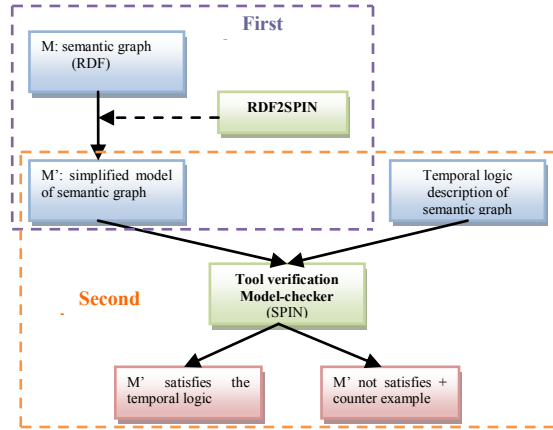 First
M: semantic graph
(RDF)
RDF2SPIN
M': simplified model
of semantic graph
Temporal logic
description of
semantic graph
Tool verification
Model-checker
(SPIN)
Second
M' satisfies the
temporal logic
M' not satisfies +
counter example